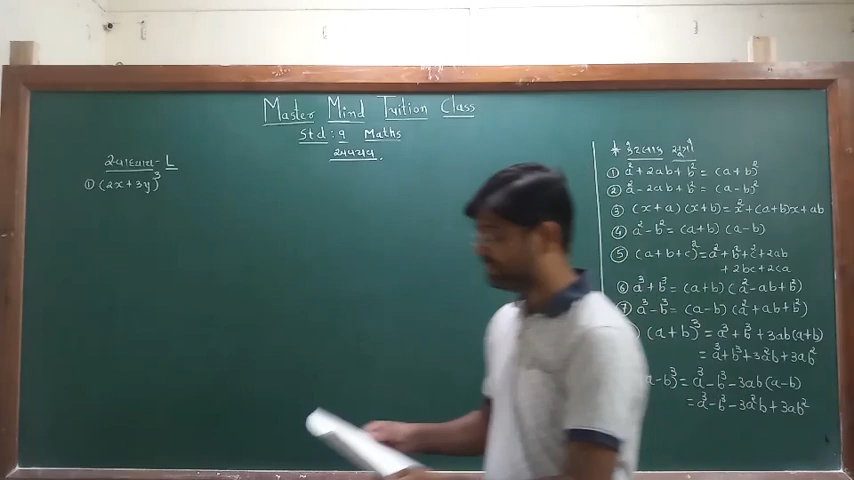 Master Mind Tuition Class
Std : 9 Maths
અવયવ.
સ્વાધ્યાય - L
① (2x+3y)³
* કેટલાક સૂત્રો
① a²+2ab+b² = (a+b)²
② a²-2ab+b² = (a-b)²
③ (x+a)(x+b) = x²+(a+b)x+ab
④ a²-b² = (a+b)(a-b)
⑤ (a+b+c)² = a²+b²+c²+2ab
+2bc+2ca
⑥ a³+b³ = (a+b)(a²-ab+b²)
⑦ a³-b³ = (a-b)(a²+ab+b²)
(a+b)³ = a³+b³+3ab(a+b)
= a³+b³+3a²b+3ab²
a-b)³ = a³-b³-3ab(a-b)
= a³-b³-3a²b+3ab²